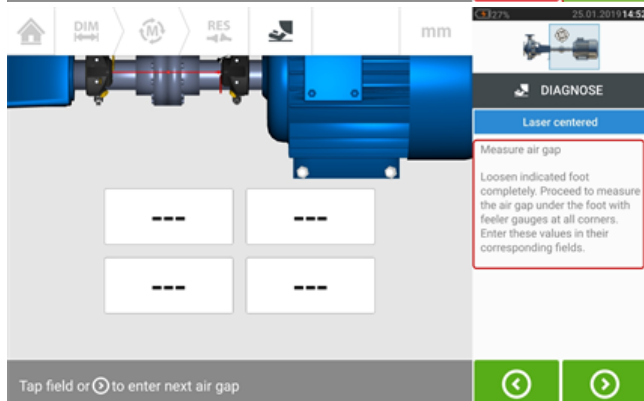 DIM
M
RES
mm
27%
25.01.2019 14:52
DIAGNOSE
Laser centered
Measure air gap
Loosen indicated foot
completely. Proceed to measure
the air gap under the foot with
feeler gauges at all corners.
Enter these values in their
corresponding fields.
--- ---
--- ---
Tap field or to enter next air gap